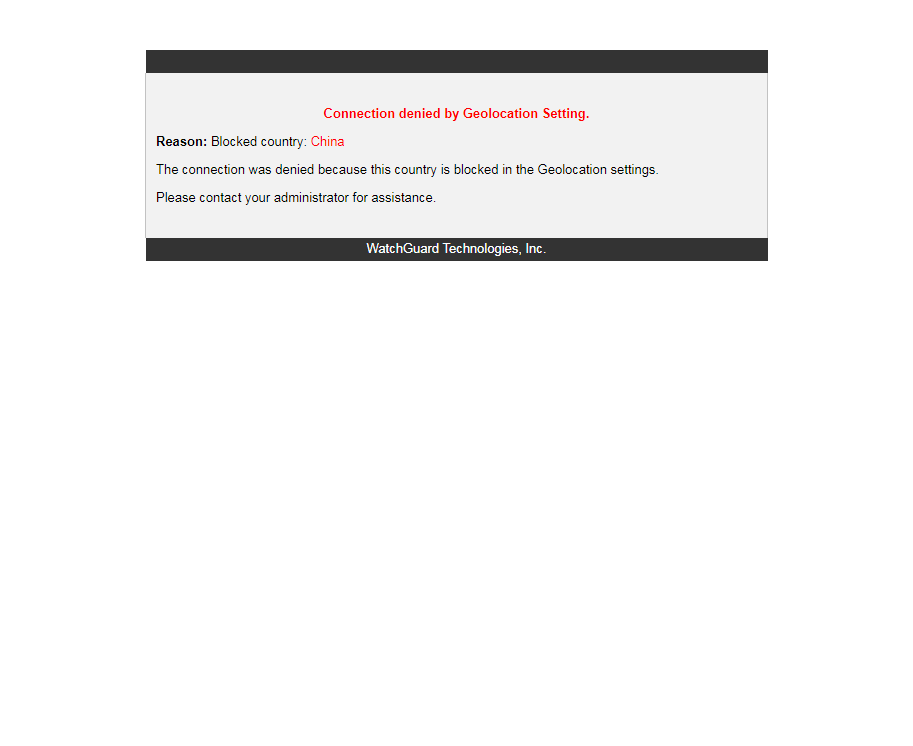 Connection denied by Geolocation Setting.
Reason: Blocked country: China
The connection was denied because this country is blocked in the Geolocation settings.
Please contact your administrator for assistance.
WatchGuard Technologies, Inc.